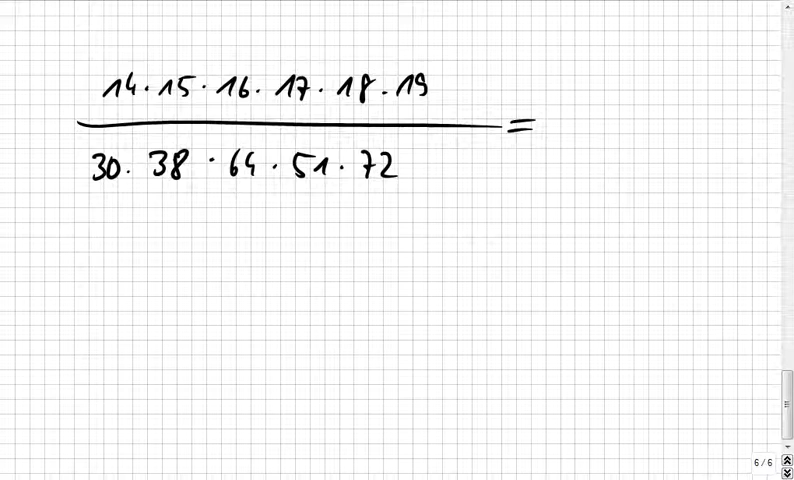 14 · 15 · 16 · 17 · 18 · 19
=
30 · 38 · 64 · 51 · 72
6/6